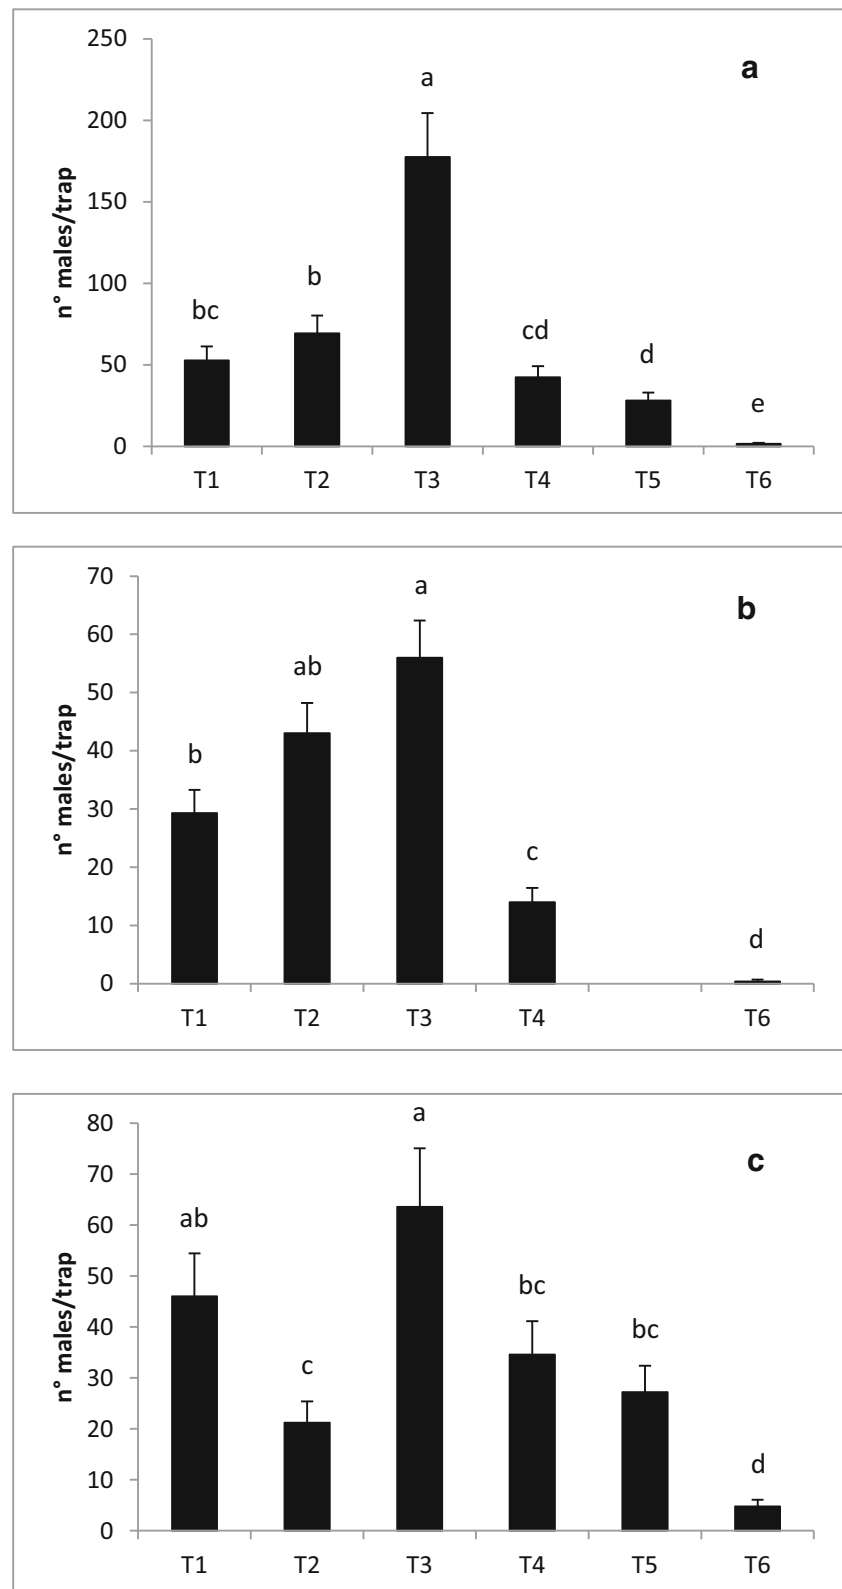 250
a
a
200
n° males/trap
150
100
b
bc
cd
d
50
e
0
T1 T2 T3 T4 T5 T6
70
a
b
60
ab
n° males/trap
50
40
b
30
20
c
10
d
0
T1 T2 T3 T4 T6
80
a
70
c
60
ab
n° males/trap
50
bc
40
bc
30
c
20
d
10
0
T1 T2 T3 T4 T5 T6